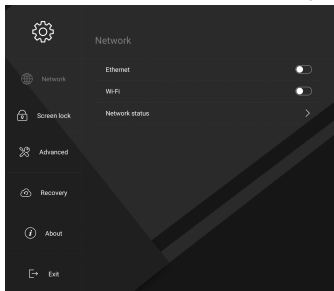 Network
Network
Ethernet
Wi-Fi
Screen lock
Network status
Advanced
Recovery
About
Exit